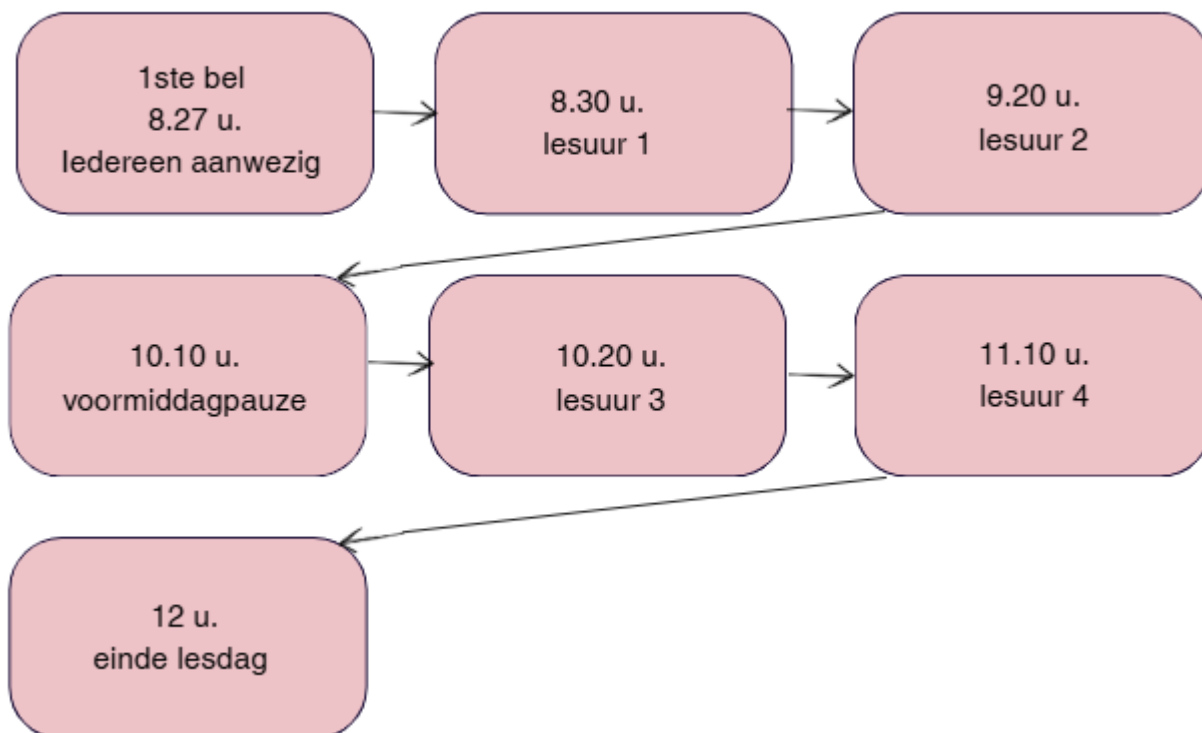 1ste bel
8.27 u.
Iedereen aanwezig
8.30 u.
lesuur 1
9.20 u.
lesuur 2
10.10 u.
voormiddagpauze
10.20 u.
lesuur 3
11.10 u.
lesuur 4
12 u.
einde lesdag